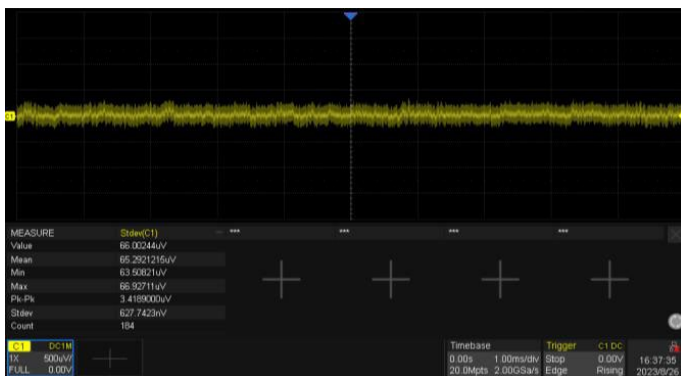 C1
MEASURE Stdev(C1) *** *** *** ***
Value 66.00244uV
Mean 65.2921215uV
Min 63.50821uV
Max 66.92711uV
Pk-Pk 3.4189000uV
Stdev 627.7423nV
Count 184
C1 DC1M Timebase Trigger C1 DC
1X 500uV/ 0.00s 1.00ms/div Stop 0.00V 16:37:35
FULL 0.00V 20.0Mpts 2.00GSa/s Edge Rising 2023/8/26